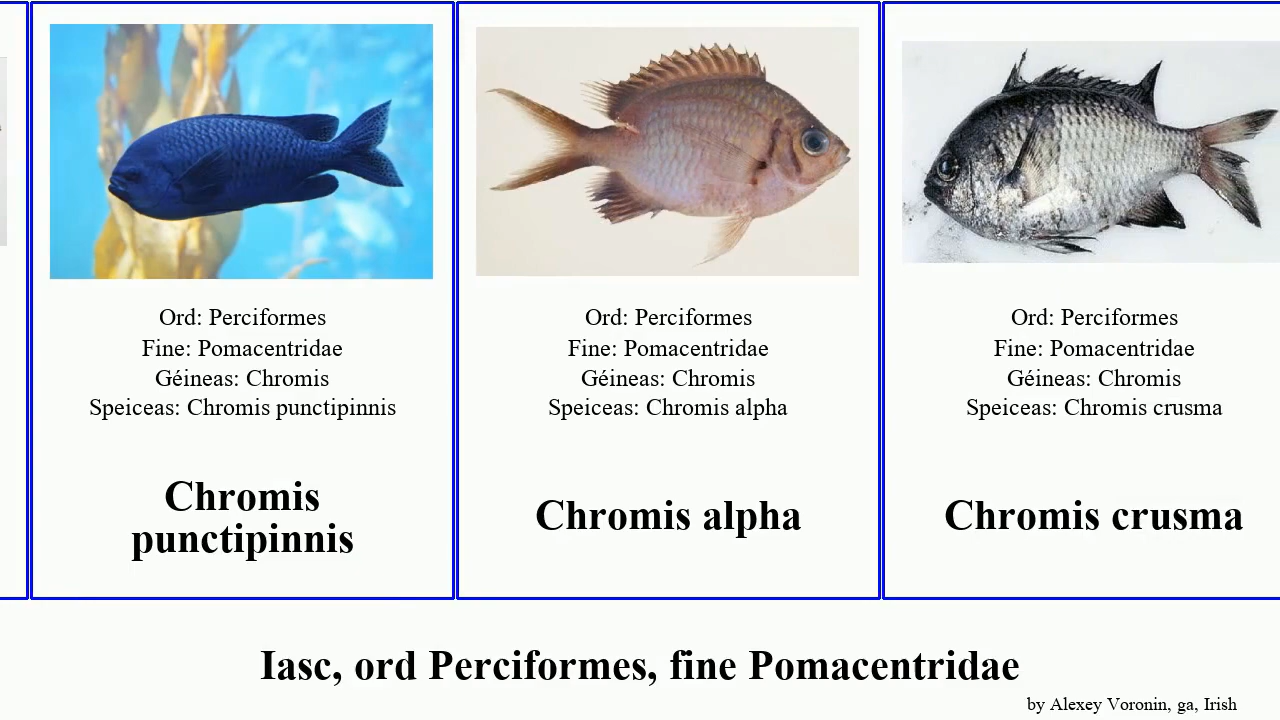 Ord: Perciformes
Fine: Pomacentridae
Géineas: Chromis
Speiceas: Chromis punctipinnis
Chromis
punctipinnis
Ord: Perciformes
Fine: Pomacentridae
Géineas: Chromis
Speiceas: Chromis alpha
Chromis alpha
Ord: Perciformes
Fine: Pomacentridae
Géineas: Chromis
Speiceas: Chromis crusma
Chromis crusma
Iasc, ord Perciformes, fine Pomacentridae
by Alexey Voronin, ga, Irish